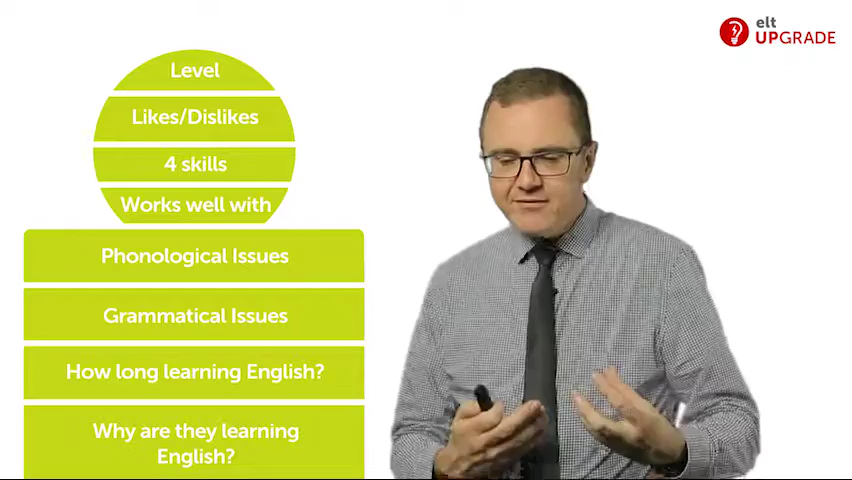 elt
UPGRADE
Level
Likes/Dislikes
4 skills
Works well with
Phonological Issues
Grammatical Issues
How long learning English?
Why are they learning
English?